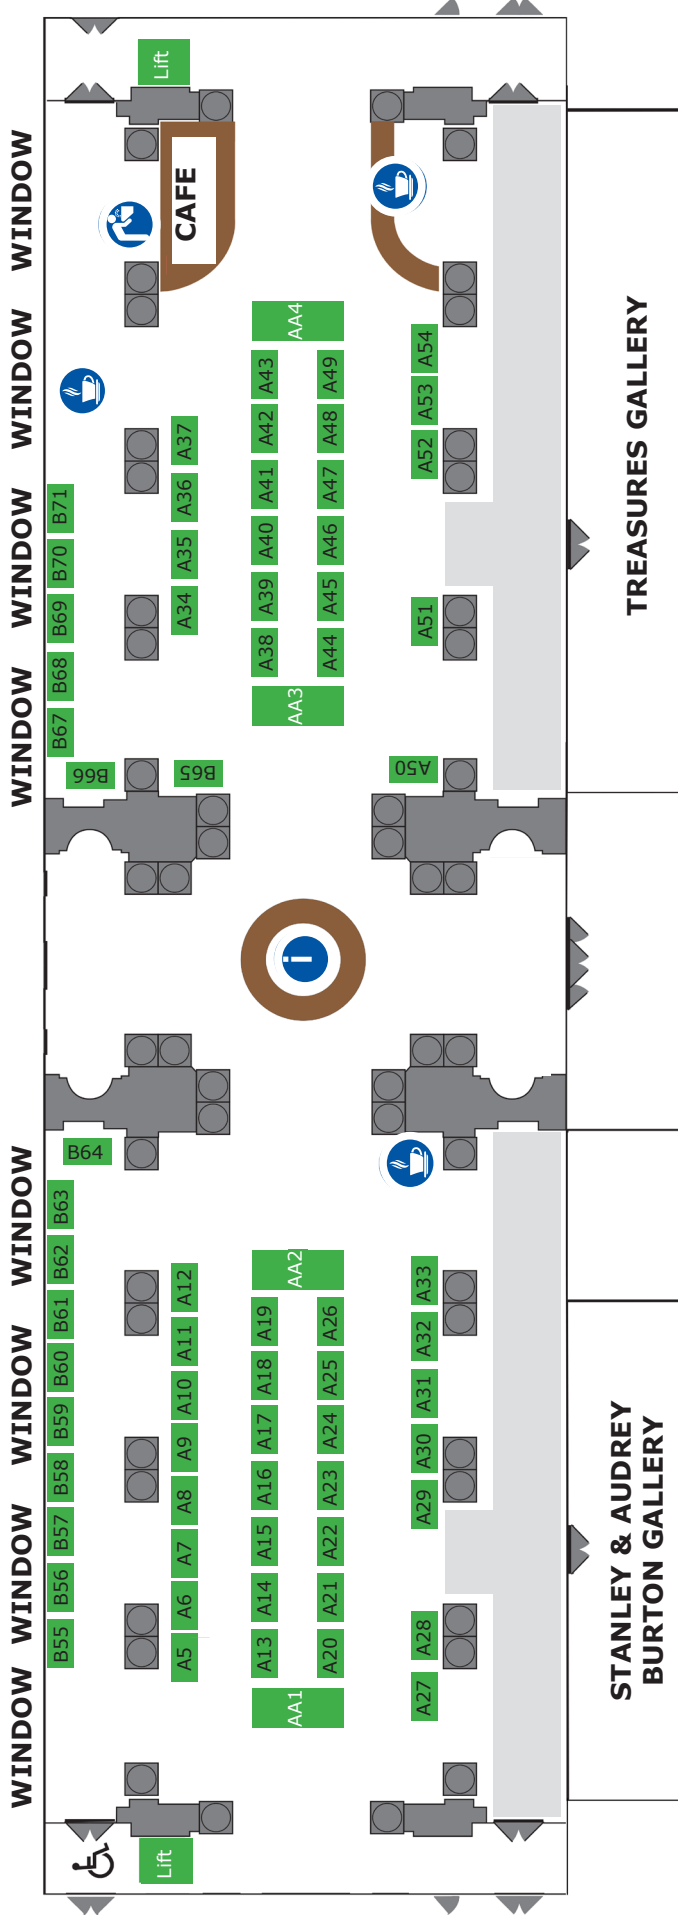 Lift
WINDOW
CAFE
WINDOW
AA4
A54
A43
A49
A53
A42
A48
A37
A52
TREASURES GALLERY
A41
A47
A36
B71
WINDOW
A40
A46
A35
B70
A39
A45
A34
A51
B69
A38
A44
B68
WINDOW
AA3
B67
B66
B65
A50
i
B64
WINDOW
B63
B62
AA2
A33
A12
B61
A19
A26
A32
A11
WINDOW
B60
A18
A25
A31
A10
B59
A17
A24
A30
A9
B58
A16
A23
A29
A8
WINDOW
B57
A15
A22
A7
STANLEY & AUDREY
BURTON GALLERY
B56
A14
A21
A6
B55
A13
A20
A28
A5
WINDOW
AA1
A27
Lift